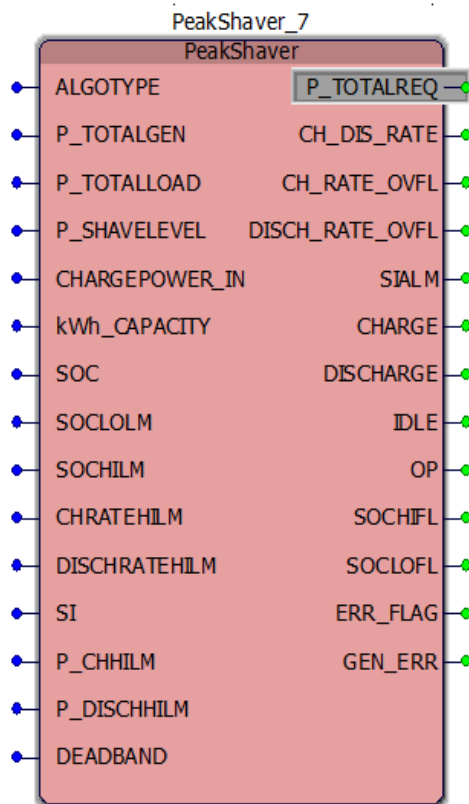 PeakShaver_7
PeakShaver
ALGOTYPE P_TOTALREQ
P_TOTALGEN CH_DIS_RATE
P_TOTALLOAD CH_RATE_OVFL
P_SHAVELEVEL DISCH_RATE_OVFL
CHARGEPOWER_IN SIALM
kWh_CAPACITY CHARGE
SOC DISCHARGE
SOCLOLM IDLE
SOCHILM OP
CHRATEHILM SOCHIFL
DISCHRATEHILM SOCLOFL
SI ERR_FLAG
P_CHHILM GEN_ERR
P_DISCHHILM
DEADBAND